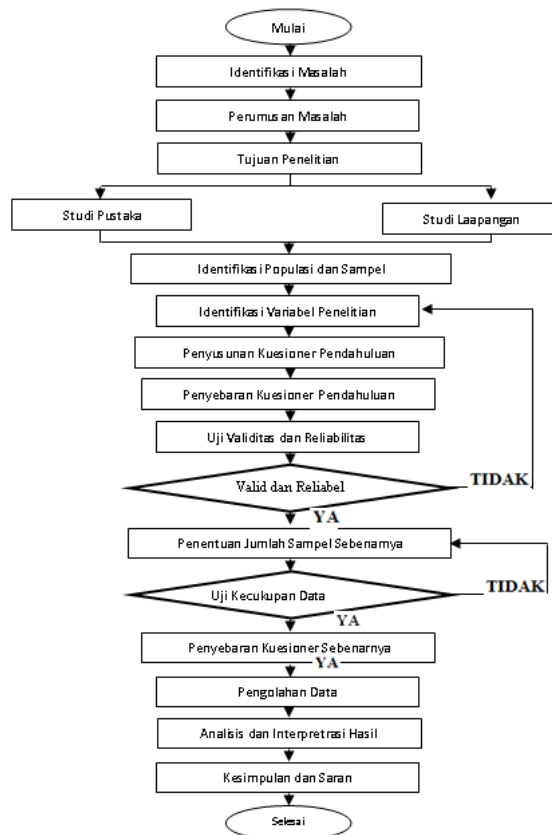 Mulai
Identifikasi Masalah
Perumusan Masalah
Tujuan Penelitian
Studi Pustaka
Studi Laapangan
Identifikasi Populasi dan Sampel
Identifikasi Variabel Penelitian
Penyusunan Kuesioner Pendahuluan
Penyebaran Kuesioner Pendahuluan
Uji Validitas dan Reliabilitas
Valid dan Reliabel
TIDAK
YA
Penentuan Jumlah Sampel Sebenarnya
Uji Kecukupan Data
TIDAK
YA
Penyebaran Kuesioner Sebenarnya
YA
Pengolahan Data
Analisis dan Interpretrasi Hasil
Kesimpulan dan Saran
Selesai